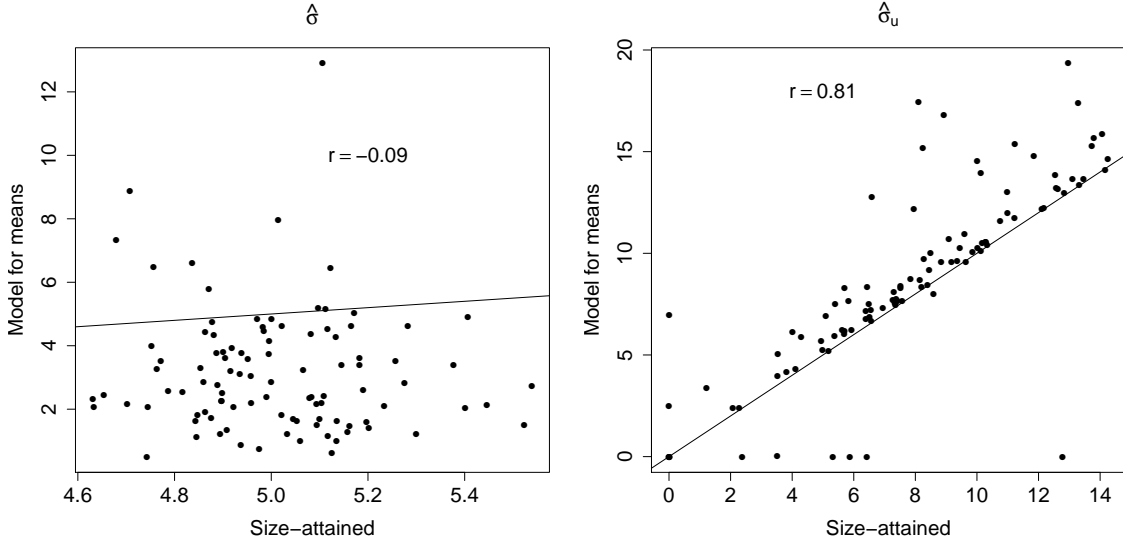 σ̂
Model for means
12
10
8
6
4
2
r = −0.09
4.6 4.8 5.0 5.2 5.4
Size−attained
σ̂u
Model for means
20
15
10
5
0
r = 0.81
0 2 4 6 8 10 12 14
Size−attained